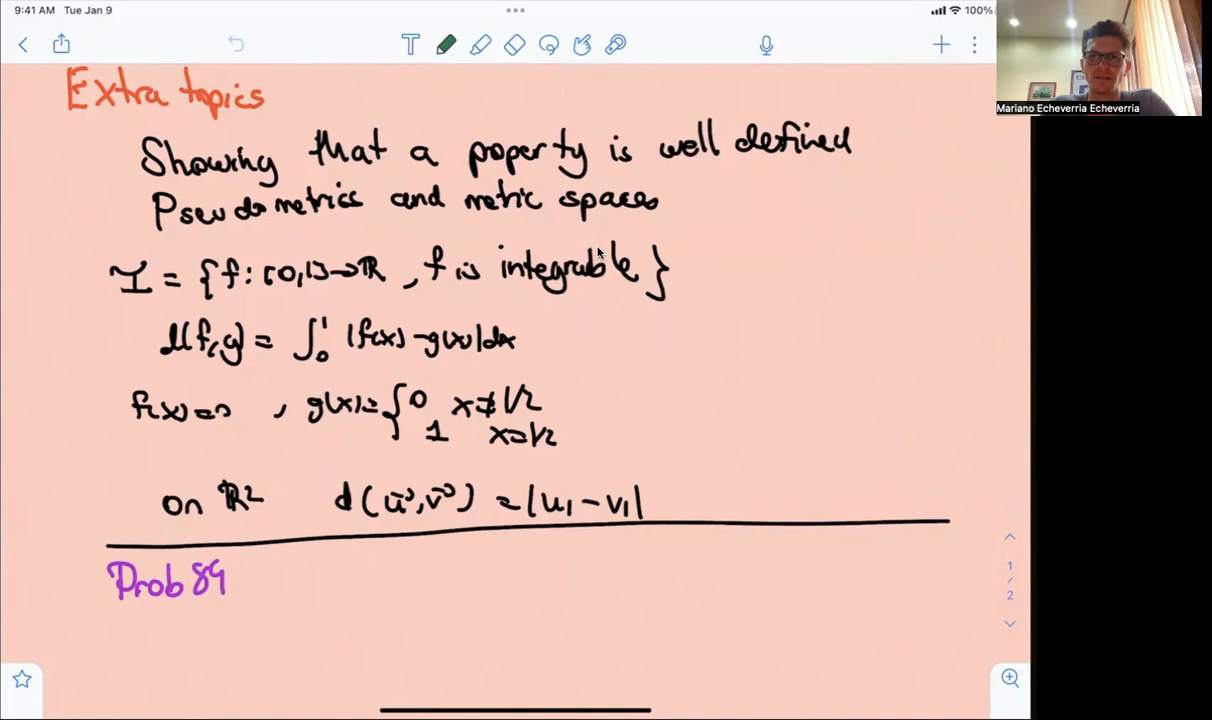 9:41 AM Tue Jan 9
100%
Mariano Echeverria Echeverria
Extra topics
Showing that a poperty is well defined
Pseudometrics and metric spaces
I = {f: [0,1] → ℝ , f is integrable}
d(f,g) = ∫₀¹ |f(x) - g(x)| dx
f(x) = 0 , g(x) = { 0 x ≠ 1/2
1 x = 1/2
on ℝ² d(u⃗, v⃗) = |u₁ - v₁|
Prob 89
1
/
2